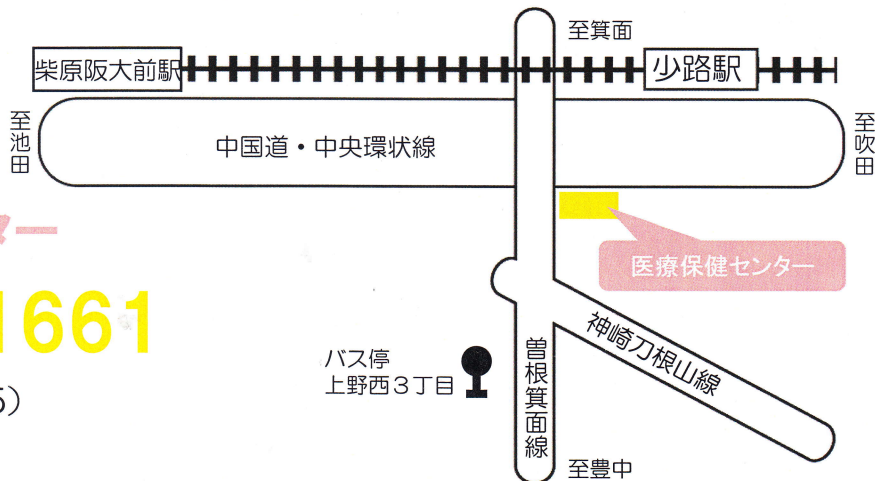 至箕面
柴原阪大前駅
少路駅
至池田
中国道・中央環状線
至吹田
ター
医療保健センター
1661
神崎刀根山線
バス停
上野西3丁目
曽根箕面線
5)
至豊中